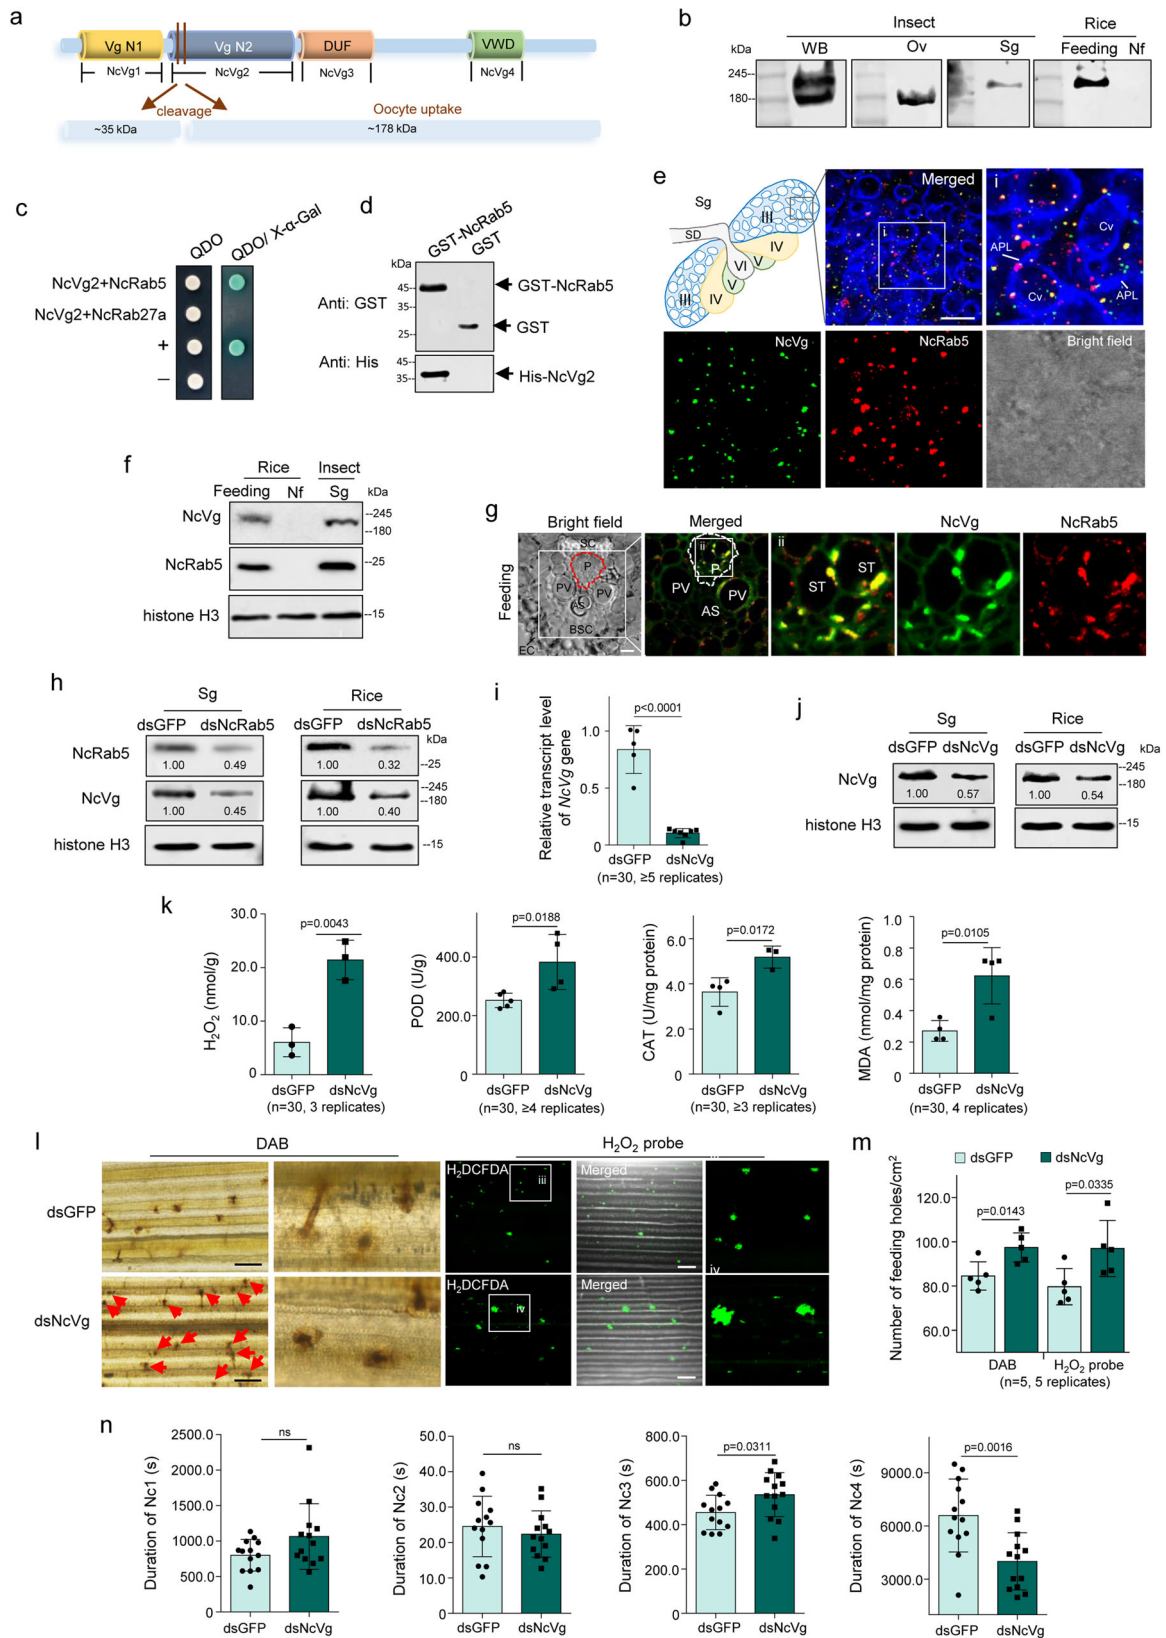 a
Vg N1
Vg N2
DUF
VWD
NcVg1
NcVg2
NcVg3
NcVg4
cleavage
Oocyte uptake
~35 kDa
~178 kDa
b
Insect
Rice
kDa
WB
Ov
Sg
Feeding
Nf
245--
180--
c
QDO
QDO/ X-α-Gal
NcVg2+NcRab5
NcVg2+NcRab27a
+
–
d
GST-NcRab5
GST
kDa
Anti: GST
45--
35--
25--
GST-NcRab5
GST
Anti: His
45--
35--
His-NcVg2
e
Sg
SD
III
IV
V
VI
V
IV
III
Merged
i
i
Cv
APL
Cv
APL
NcVg
NcRab5
Bright field
f
Rice
Insect
Feeding
Nf
Sg
kDa
NcVg
--245
--180
NcRab5
--25
histone H3
--15
g
Bright field
Merged
NcVg
NcRab5
Feeding
SC
P
PV
AS
BSC
EC
ii
P
PV
PV
AS
ii
ST
ST
h
Sg
Rice
dsGFP dsNcRab5
dsGFP dsNcRab5
kDa
NcRab5
1.00 0.49
1.00 0.32
--25
NcVg
1.00 0.45
1.00 0.40
--245
--180
histone H3
--15
i
Relative transcript level
of NcVg gene
p<0.0001
1.0
0.5
0
dsGFP dsNcVg
(n=30, ≥5 replicates)
j
Sg
Rice
dsGFP dsNcVg
dsGFP dsNcVg
kDa
NcVg
1.00 0.57
1.00 0.54
--245
--180
histone H3
--15
k
H₂O₂ (nmol/g)
30.0
20.0
10.0
0
p=0.0043
dsGFP dsNcVg
(n=30, 3 replicates)
POD (U/g)
400.0
200.0
0
p=0.0188
dsGFP dsNcVg
(n=30, ≥4 replicates)
CAT (U/mg protein)
6.0
4.0
2.0
0
p=0.0172
dsGFP dsNcVg
(n=30, ≥3 replicates)
MDA (nmol/mg protein)
1.0
0.8
0.6
0.4
0.2
0
p=0.0105
dsGFP dsNcVg
(n=30, 4 replicates)
l
DAB
H₂O₂ probe
dsGFP
H₂DCFDA
iii
Merged
dsNcVg
H₂DCFDA
iv
Merged
iv
m
dsGFP
dsNcVg
Number of feeding holes/cm²
120.0
100.0
80.0
60.0
p=0.0143
p=0.0335
DAB
H₂O₂ probe
(n=5, 5 replicates)
n
Duration of Nc1 (s)
2500.0
2000.0
1500.0
1000.0
500.0
0
ns
dsGFP dsNcVg
Duration of Nc2 (s)
50.0
40.0
30.0
20.0
10.0
0
ns
dsGFP dsNcVg
Duration of Nc3 (s)
800.0
600.0
400.0
200.0
0
p=0.0311
dsGFP dsNcVg
Duration of Nc4 (s)
9000.0
6000.0
3000.0
p=0.0016
dsGFP dsNcVg